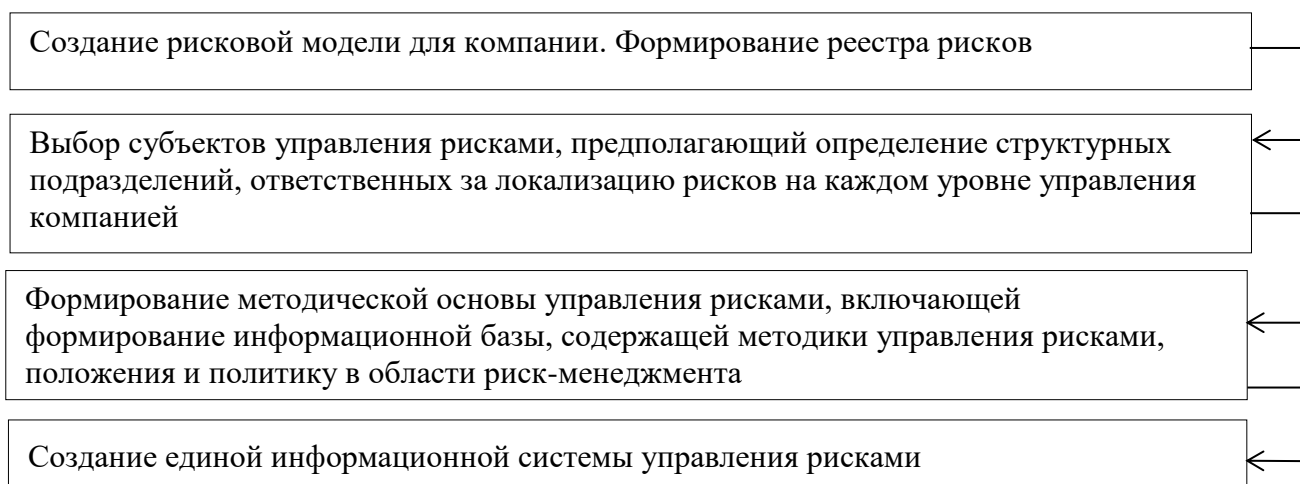 Создание рисковой модели для компании. Формирование реестра рисков
Выбор субъектов управления рисками, предполагающий определение структурных
подразделений, ответственных за локализацию рисков на каждом уровне управления
компанией
Формирование методической основы управления рисками, включающей
формирование информационной базы, содержащей методики управления рисками,
положения и политику в области риск-менеджмента
Создание единой информационной системы управления рисками